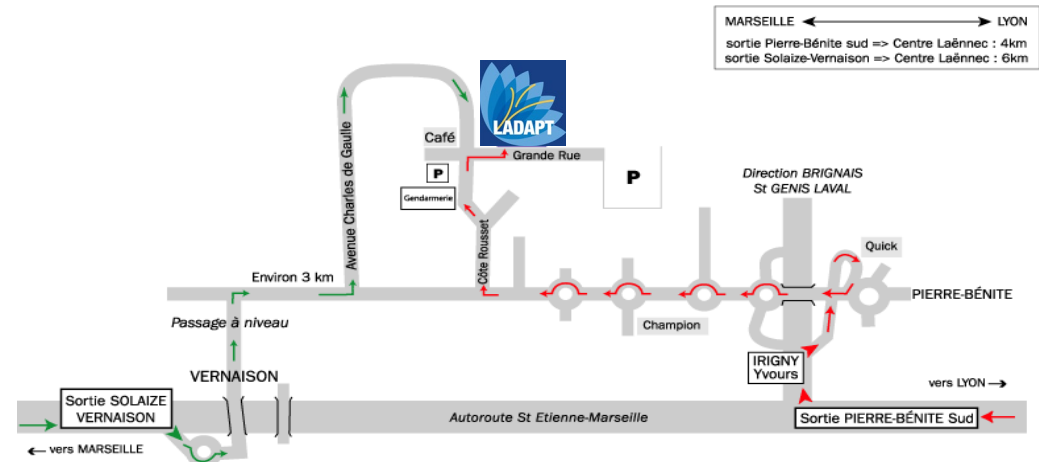 MARSEILLE LYON
sortie Pierre-Bénite sud => Centre Laënnec : 4km
sortie Solaize-Vernaison => Centre Laënnec : 6km
LADAPT
Café
Grande Rue
P
Gendarmerie
P
Avenue Charles de Gaulle
Côte Rousset
Direction BRIGNAIS
St GENIS LAVAL
Quick
Environ 3 km
PIERRE-BÉNITE
Passage à niveau
Champion
IRIGNY
Yvours
VERNAISON
vers LYON →
Sortie SOLAIZE
VERNAISON
Autoroute St Etienne-Marseille
Sortie PIERRE-BÉNITE Sud
← vers MARSEILLE